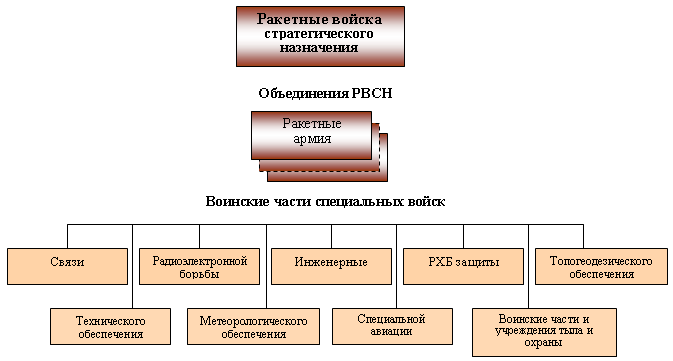 Ракетные войска
стратегического
назначения
Объединения РВСН
Ракетные
армия
Воинские части специальных войск
Связи
Радиоэлектронной
борьбы
Инженерные
РХБ защиты
Топогеодезического
обеспечения
Технического
обеспечения
Метеорологического
обеспечения
Специальной
авиации
Воинские части и
учреждения тыла и
охраны